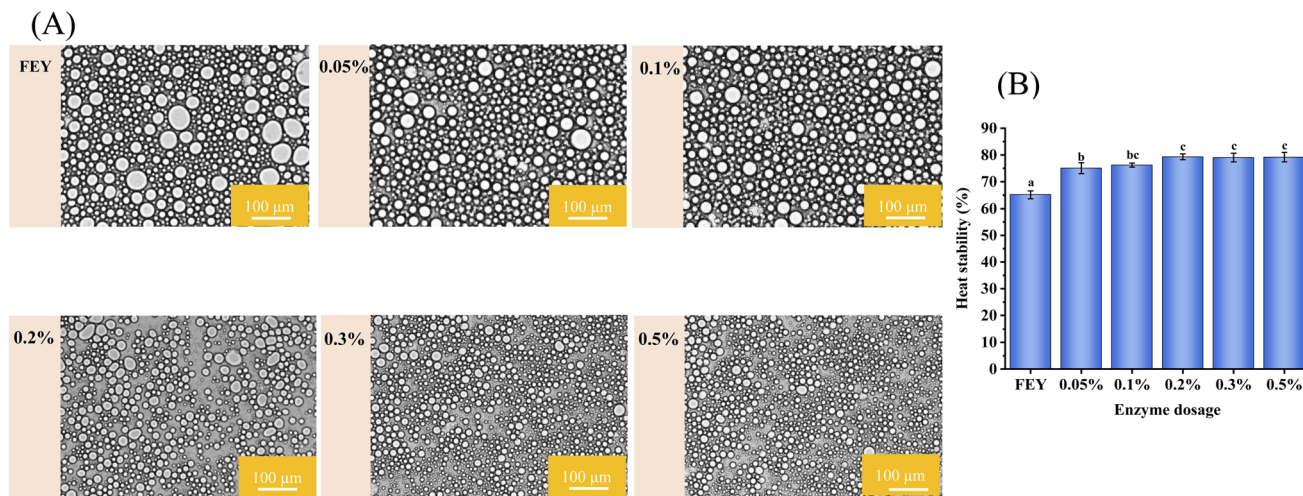 (A)
FEY
100 μm
0.05%
100 μm
0.1%
100 μm
0.2%
100 μm
0.3%
100 μm
0.5%
100 μm
(B)
Heat stability (%)
90
80
70
60
50
40
30
20
10
0
a
b
bc
c
c
c
FEY
0.05%
0.1%
0.2%
0.3%
0.5%
Enzyme dosage